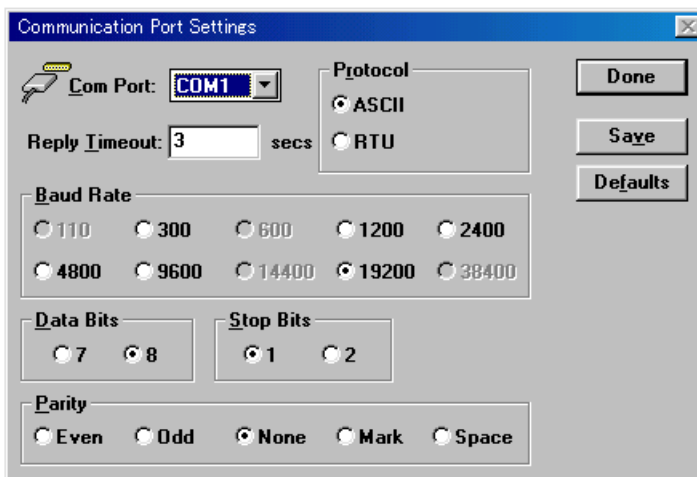 Communication Port Settings
Com Port: COM1
Reply Timeout: 3 secs
Protocol
ASCII
RTU
Done
Save
Defaults
Baud Rate
110 300 600 1200 2400
4800 9600 14400 19200 38400
Data Bits
7 8
Stop Bits
1 2
Parity
Even Odd None Mark Space